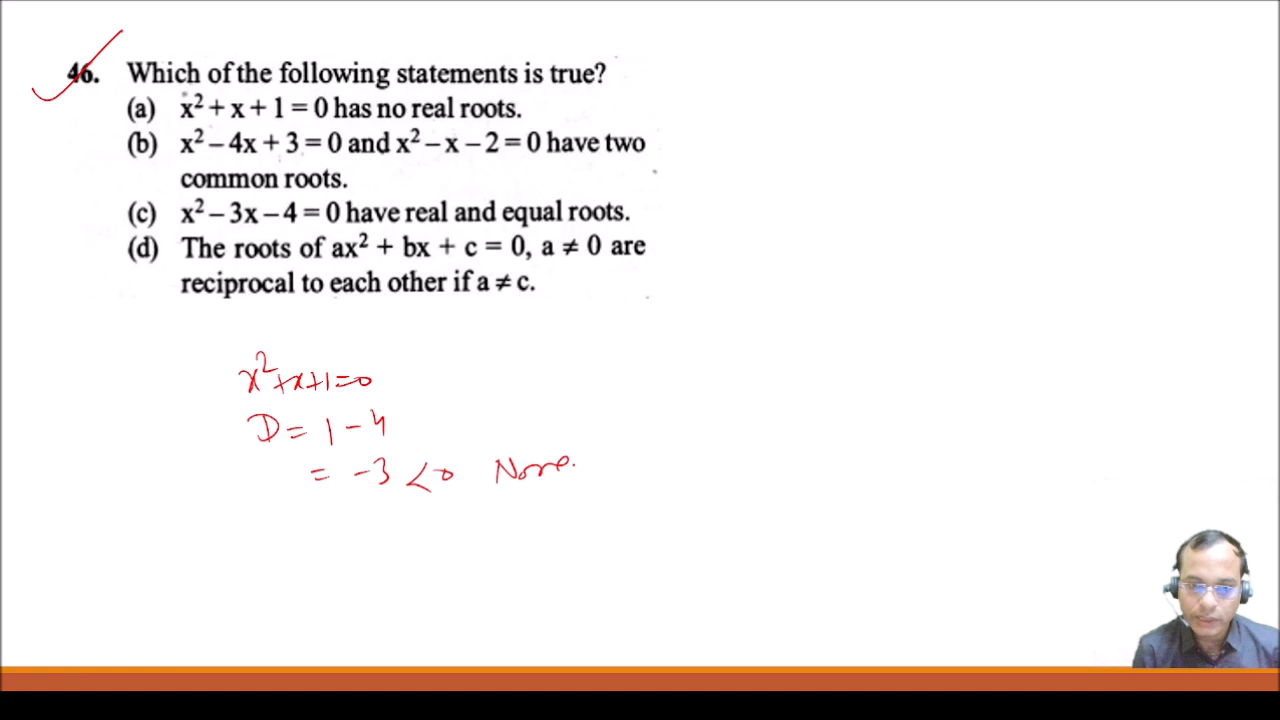 46. Which of the following statements is true?
(a) x² + x + 1 = 0 has no real roots.
(b) x² – 4x + 3 = 0 and x² – x – 2 = 0 have two
common roots.
(c) x² – 3x – 4 = 0 have real and equal roots.
(d) The roots of ax² + bx + c = 0, a ≠ 0 are
reciprocal to each other if a ≠ c.
x²+x+1=0
D = 1 – 4
= –3 <0